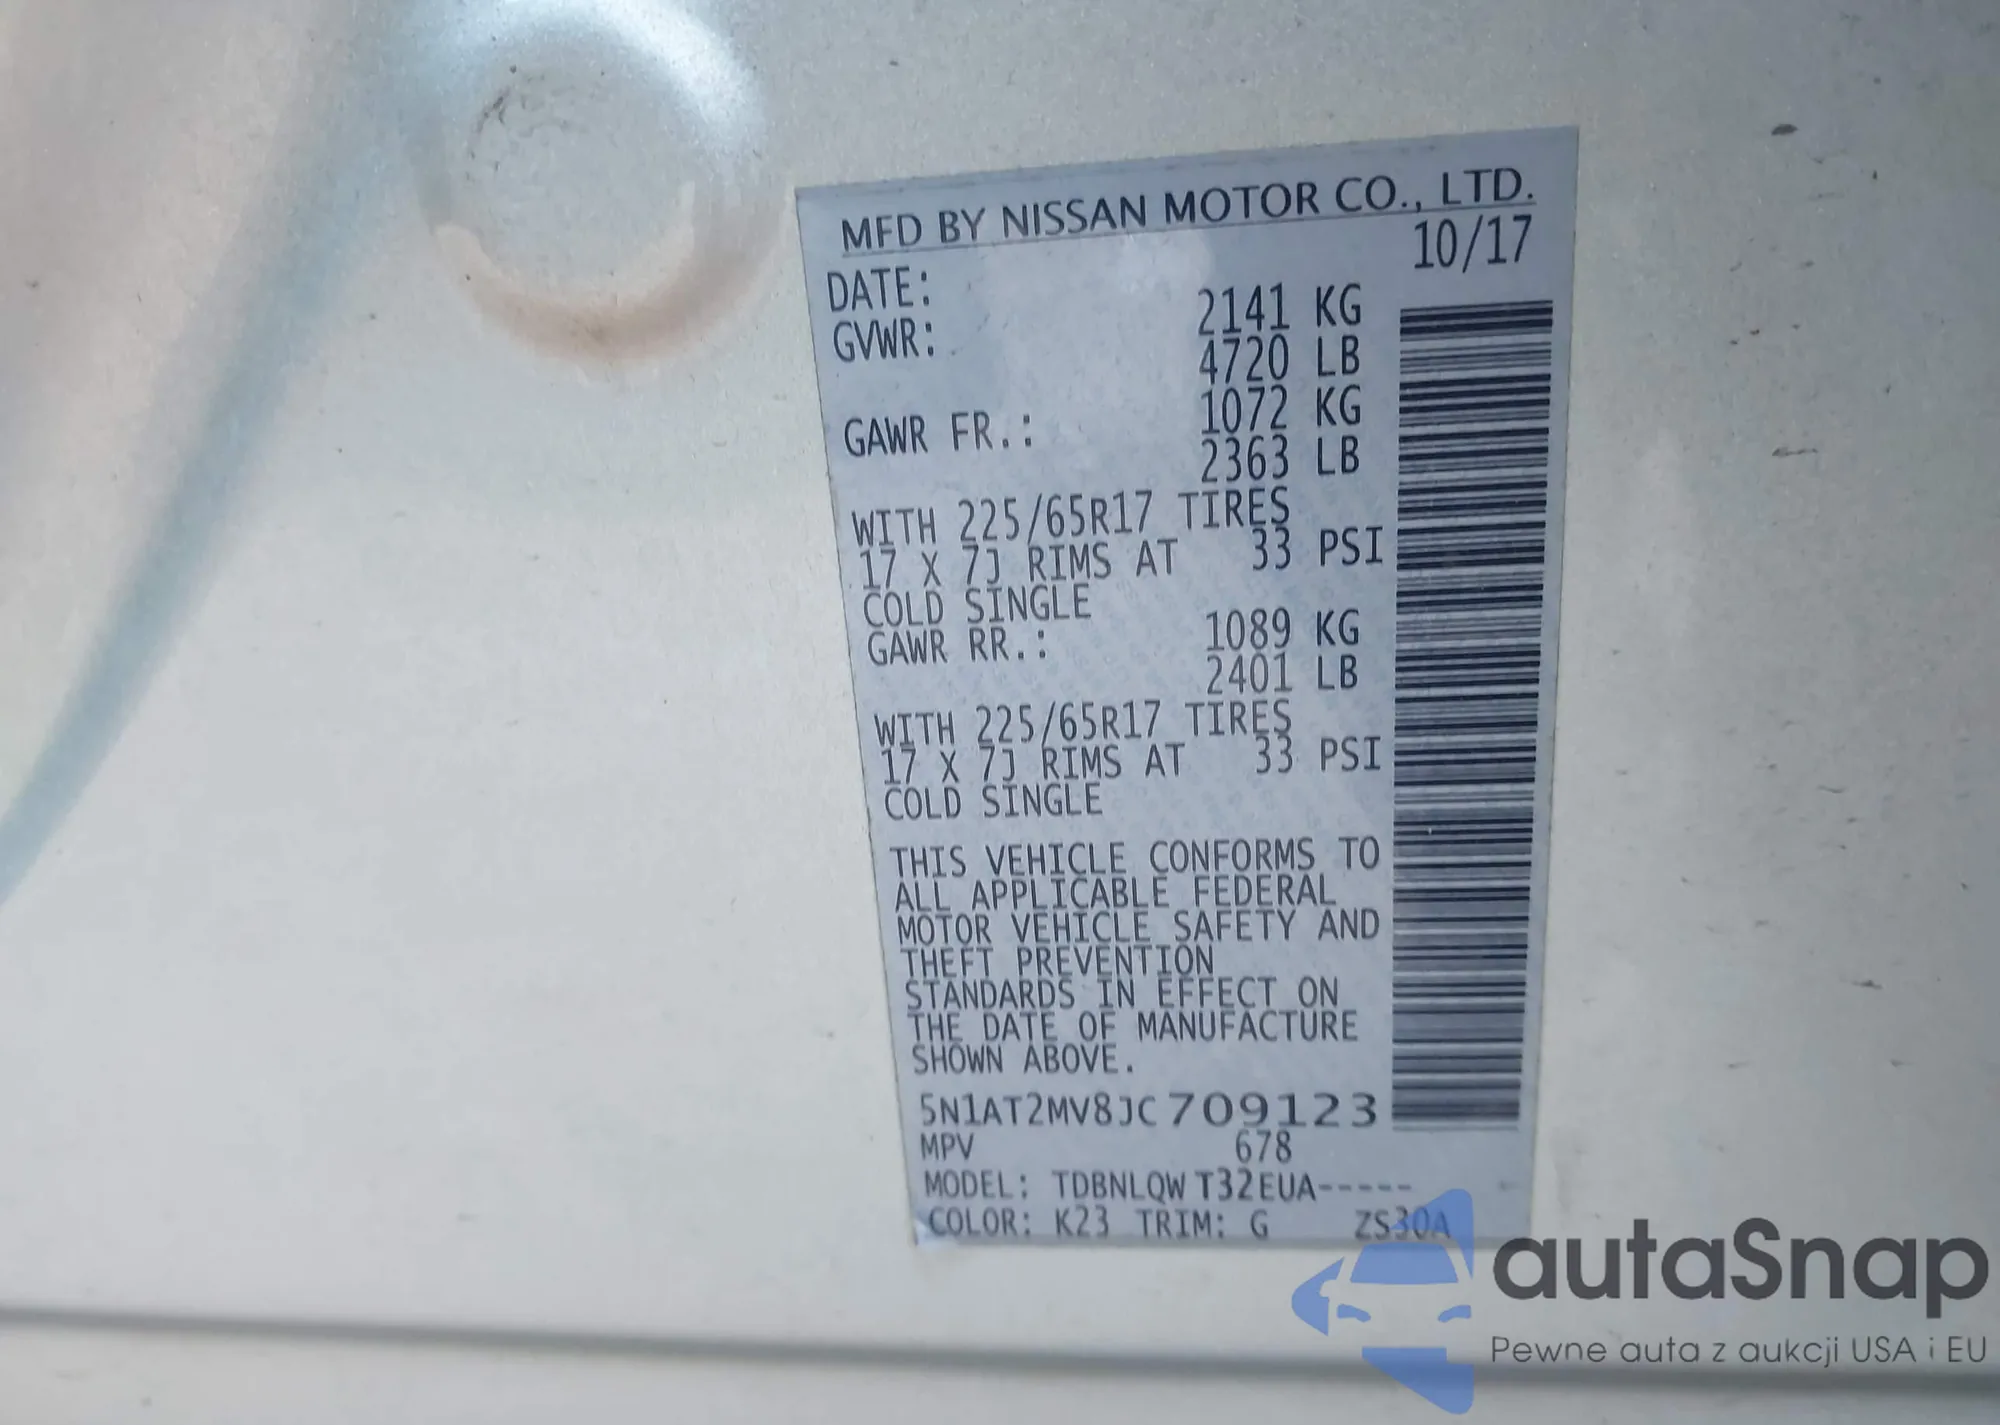 MFD BY NISSAN MOTOR CO., LTD.
DATE: 10/17
GVWR: 2141 KG
4720 LB
GAWR FR.: 1072 KG
2363 LB
WITH 225/65R17 TIRES
17 X 7J RIMS AT 33 PSI
COLD SINGLE
GAWR RR.: 1089 KG
2401 LB
WITH 225/65R17 TIRES
17 X 7J RIMS AT 33 PSI
COLD SINGLE
THIS VEHICLE CONFORMS TO
ALL APPLICABLE FEDERAL
MOTOR VEHICLE SAFETY AND
THEFT PREVENTION
STANDARDS IN EFFECT ON
THE DATE OF MANUFACTURE
SHOWN ABOVE.
5N1AT2MV8JC709123
MPV 678
MODEL: TDBNLQW T32EUA-----
COLOR: K23 TRIM: G ZS30A
autaSnap
Pewne auta z aukcji USA i EU